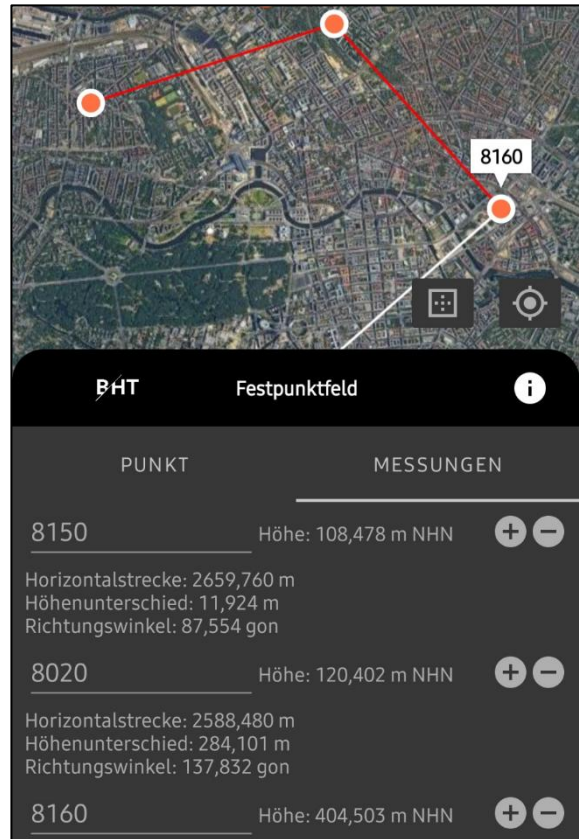 8160
BHT
Festpunktfeld
i
PUNKT
MESSUNGEN
8150
Höhe: 108,478 m NHN
Horizontalstrecke: 2659,760 m
Höhenunterschied: 11,924 m
Richtungswinkel: 87,554 gon
8020
Höhe: 120,402 m NHN
Horizontalstrecke: 2588,480 m
Höhenunterschied: 284,101 m
Richtungswinkel: 137,832 gon
8160
Höhe: 404,503 m NHN